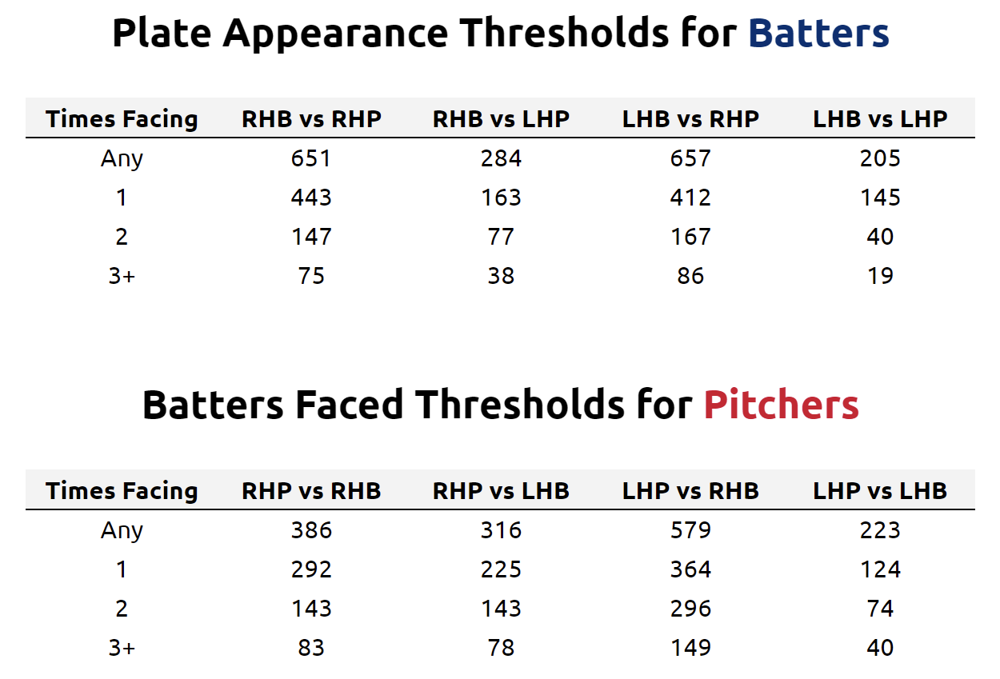 Plate Appearance Thresholds for Batters
Times Facing RHB vs RHP RHB vs LHP LHB vs RHP LHB vs LHP
Any 651 284 657 205
1 443 163 412 145
2 147 77 167 40
3+ 75 38 86 19
Batters Faced Thresholds for Pitchers
Times Facing RHP vs RHB RHP vs LHB LHP vs RHB LHP vs LHB
Any 386 316 579 223
1 292 225 364 124
2 143 143 296 74
3+ 83 78 149 40